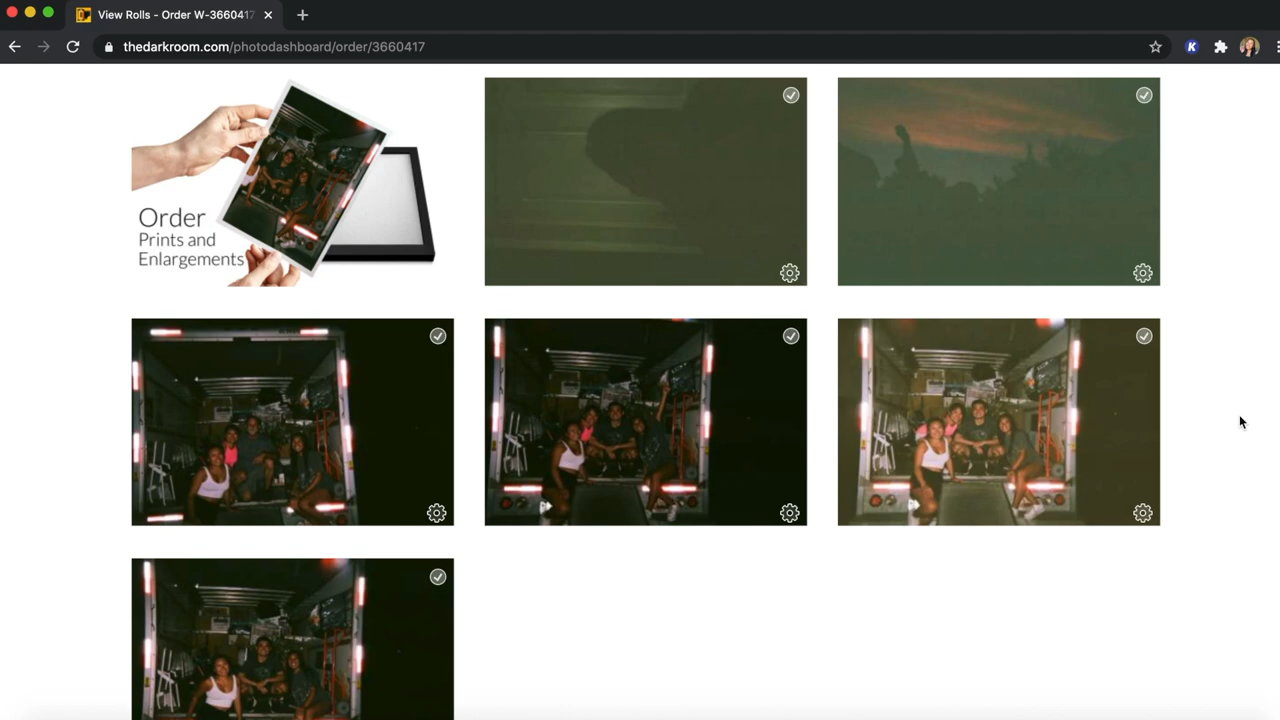 View Rolls - Order W-3660417
thedarkroom.com/photodashboard/order/3660417
K
Order
Prints and
Enlargements